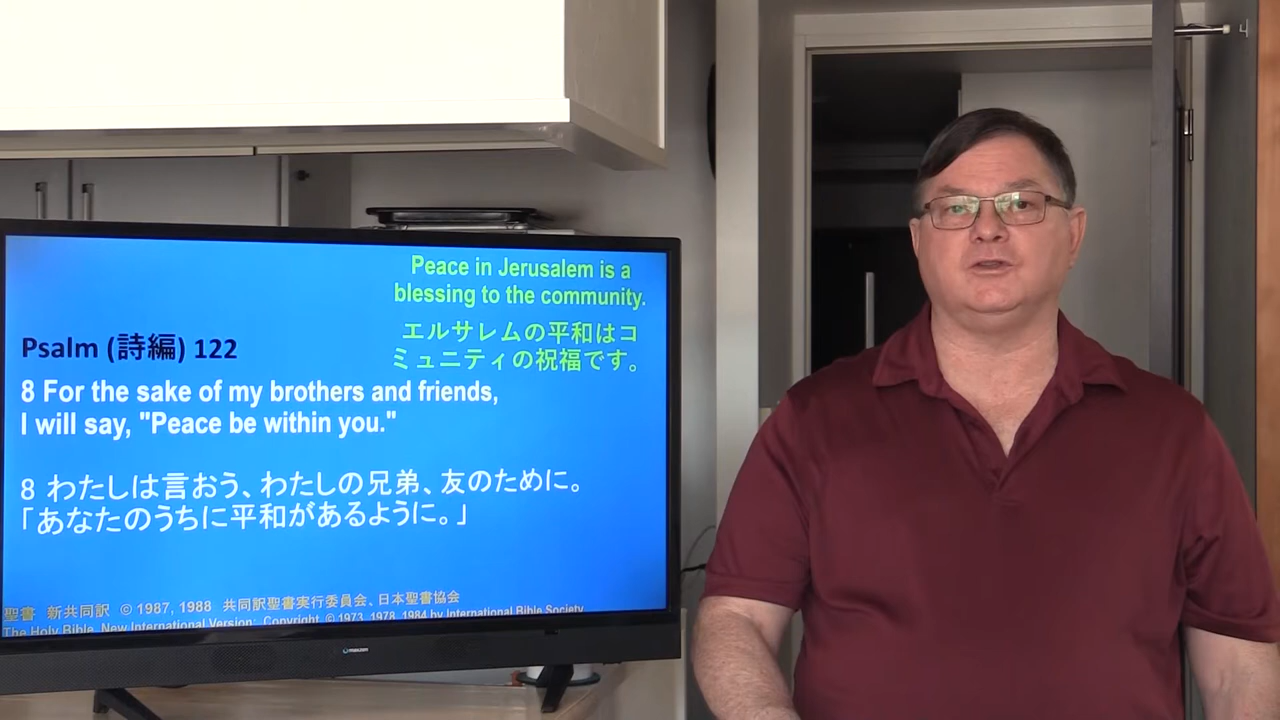 Peace in Jerusalem is a
blessing to the community.
エルサレムの平和はコ
ミュニティの祝福です。
Psalm (詩編) 122
8 For the sake of my brothers and friends,
I will say, "Peace be within you."
8 わたしは言おう、わたしの兄弟、友のために。
「あなたのうちに平和があるように。」
聖書 新共同訳 © 1987, 1988 共同訳聖書実行委員会、日本聖書協会
The Holy Bible, New International Version; Copyright © 1973, 1978, 1984 by International Bible Society